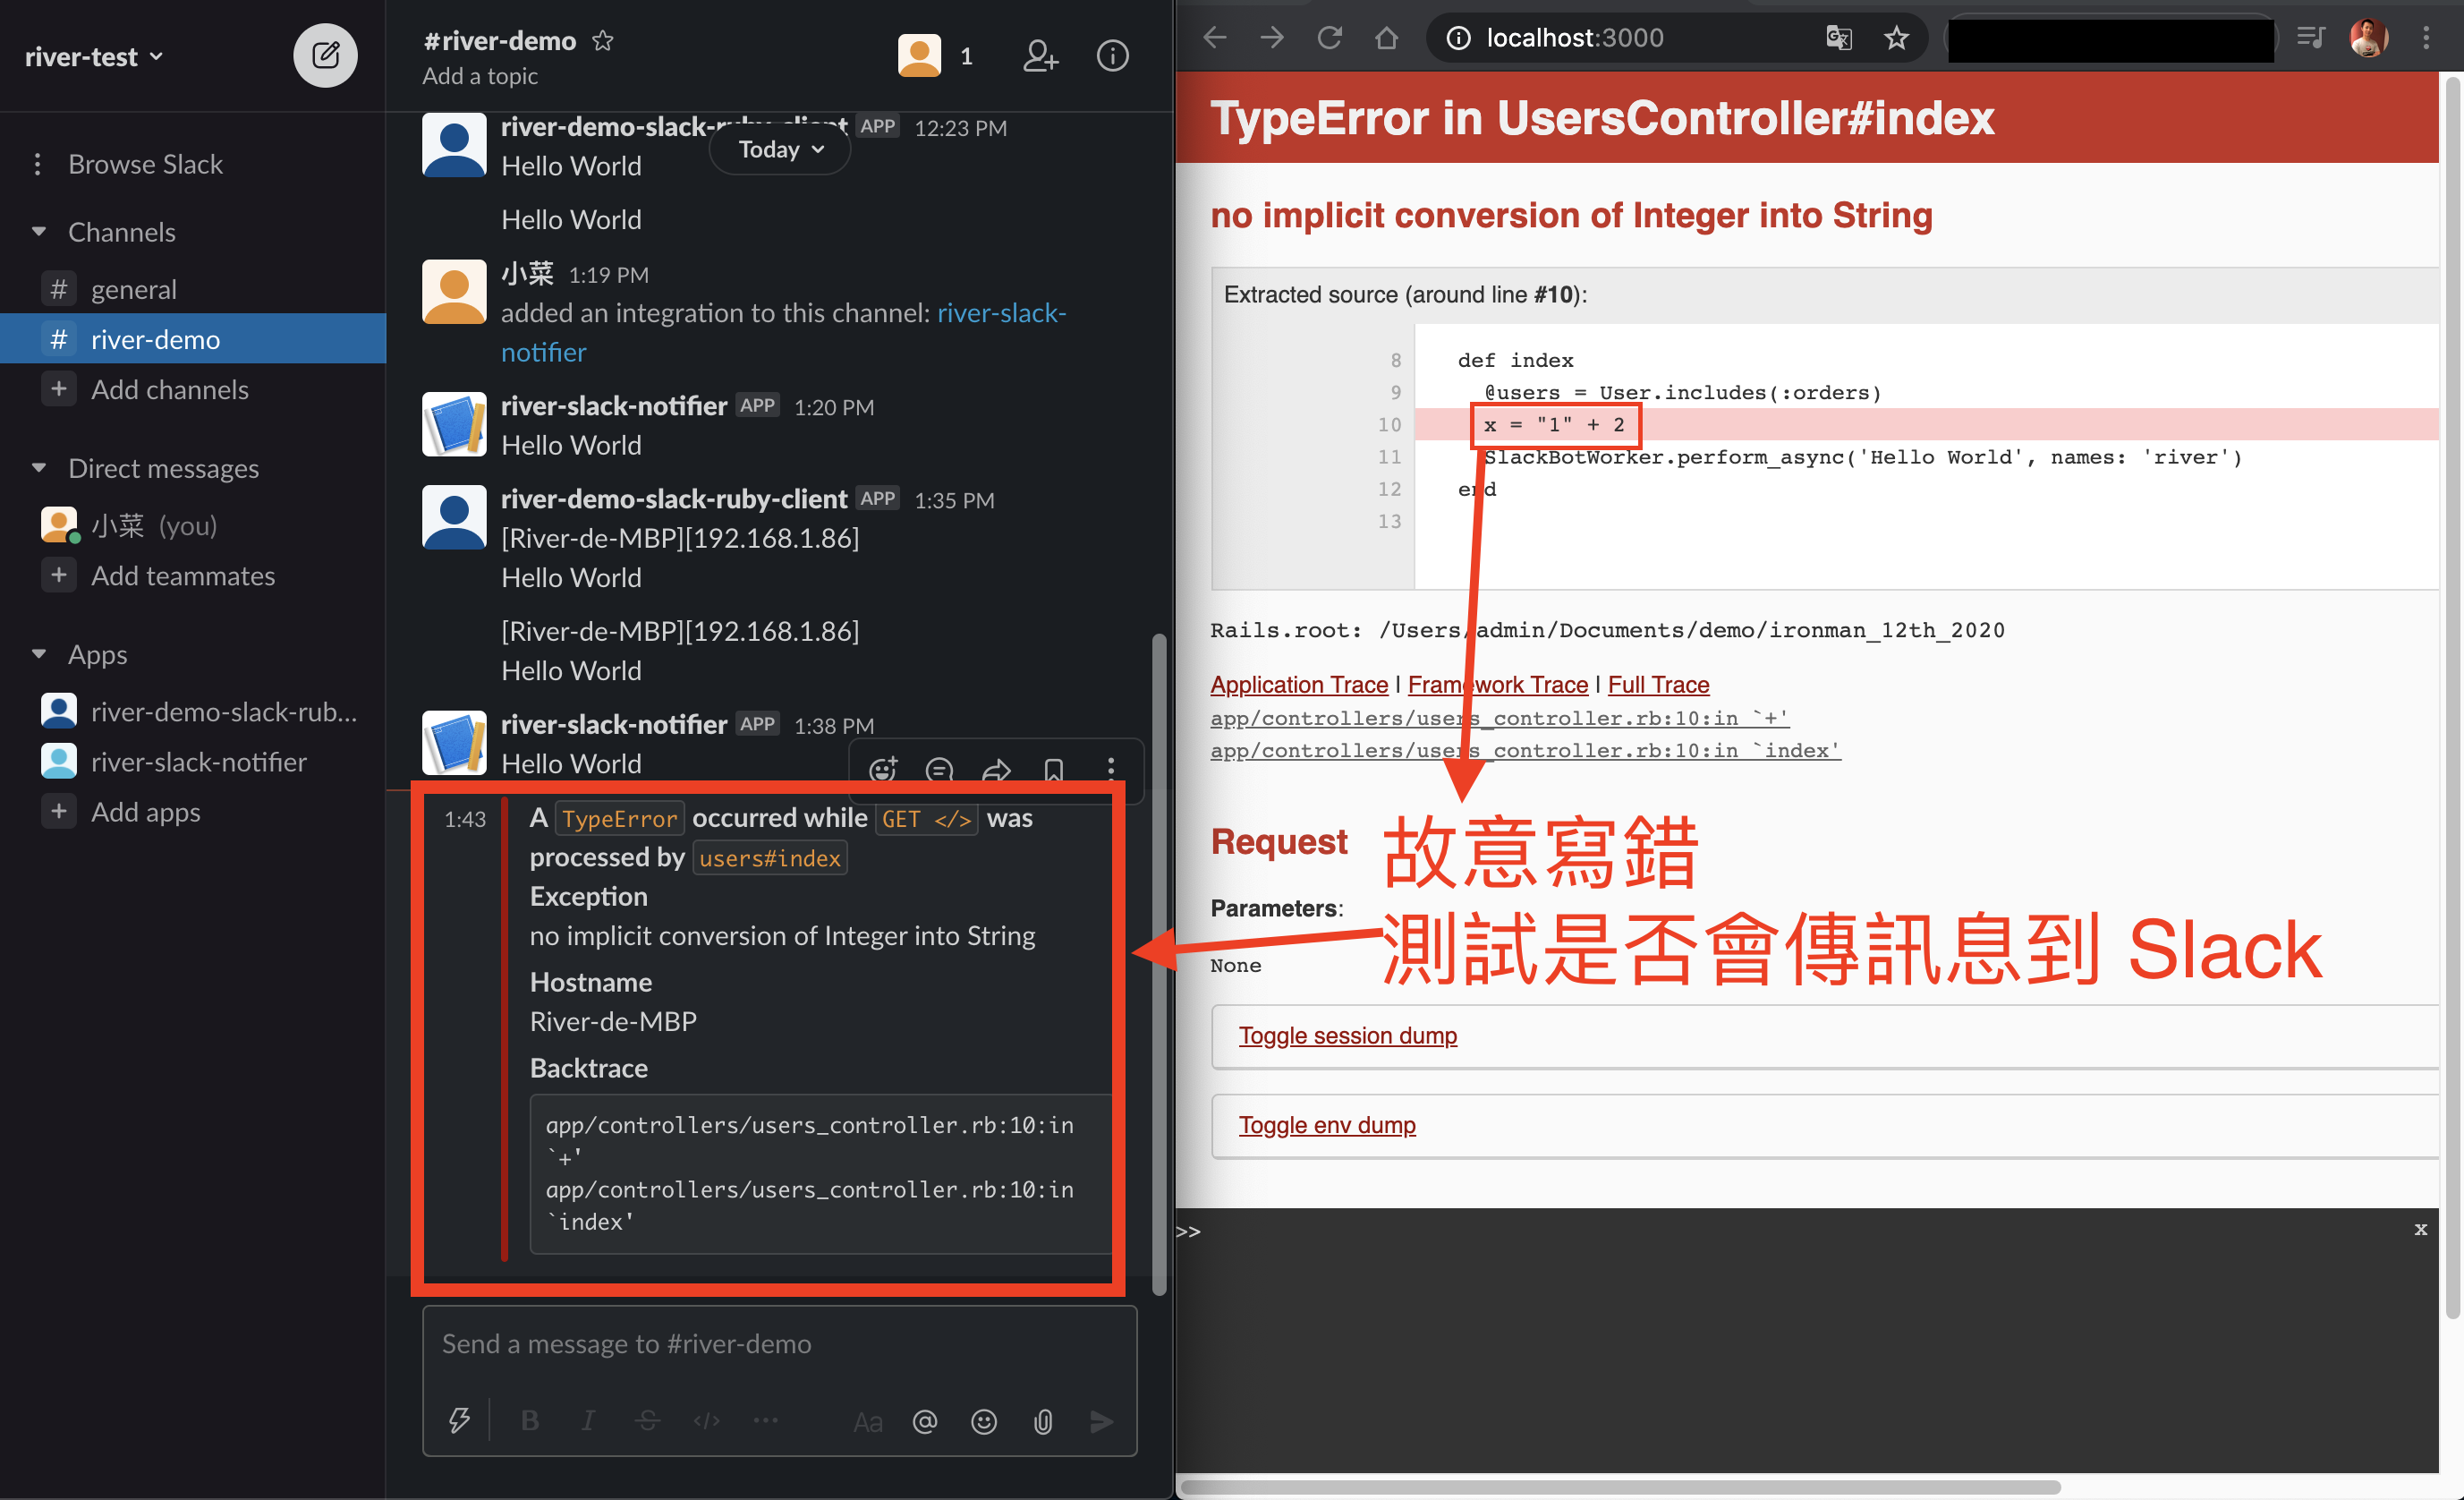 river-test
Browse Slack
Channels
# general
# river-demo
+ Add channels
Direct messages
小菜 (you)
+ Add teammates
Apps
river-demo-slack-rub...
river-slack-notifier
+ Add apps
#river-demo
Add a topic
1
Today
river-demo-slack-ruby-client APP 12:23 PM
Hello World
Hello World
小菜 1:19 PM
added an integration to this channel: river-slack-
notifier
river-slack-notifier APP 1:20 PM
Hello World
river-demo-slack-ruby-client APP 1:35 PM
[River-de-MBP][192.168.1.86]
Hello World
[River-de-MBP][192.168.1.86]
Hello World
river-slack-notifier APP 1:38 PM
Hello World
1:43 A TypeError occurred while GET </> was
processed by users#index
Exception
no implicit conversion of Integer into String
Hostname
River-de-MBP
Backtrace
app/controllers/users_controller.rb:10:in
`+'
app/controllers/users_controller.rb:10:in
`index'
Send a message to #river-demo
B I S </> ... Aa @
localhost:3000
TypeError in UsersController#index
no implicit conversion of Integer into String
Extracted source (around line #10):
8 def index
9 @users = User.includes(:orders)
10 x = "1" + 2
11 SlackBotWorker.perform_async('Hello World', names: 'river')
12 end
13
Rails.root: /Users/admin/Documents/demo/ironman_12th_2020
Application Trace | Framework Trace | Full Trace
app/controllers/users_controller.rb:10:in `+'
app/controllers/users_controller.rb:10:in `index'
Request
故意寫錯
Parameters:
測試是否會傳訊息到 Slack
None
Toggle session dump
Toggle env dump
>>
x